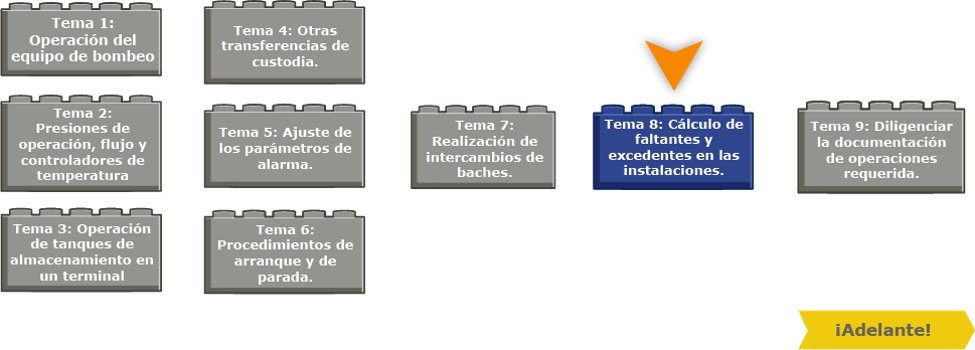 Tema 1:
Operación del
equipo de bombeo
Tema 2:
Presiones de
operación, flujo y
controladores de
temperatura
Tema 3: Operación
de tanques de
almacenamiento en
un terminal
Tema 4: Otras
transferencias de
custodia.
Tema 5: Ajuste de
los parámetros de
alarma.
Tema 6:
Procedimientos de
arranque y de
parada.
Tema 7:
Realización de
intercambios de
baches.
Tema 8: Cálculo de
faltantes y
excedentes en las
instalaciones.
Tema 9: Diligenciar
la documentación
de operaciones
requerida.
¡Adelante!